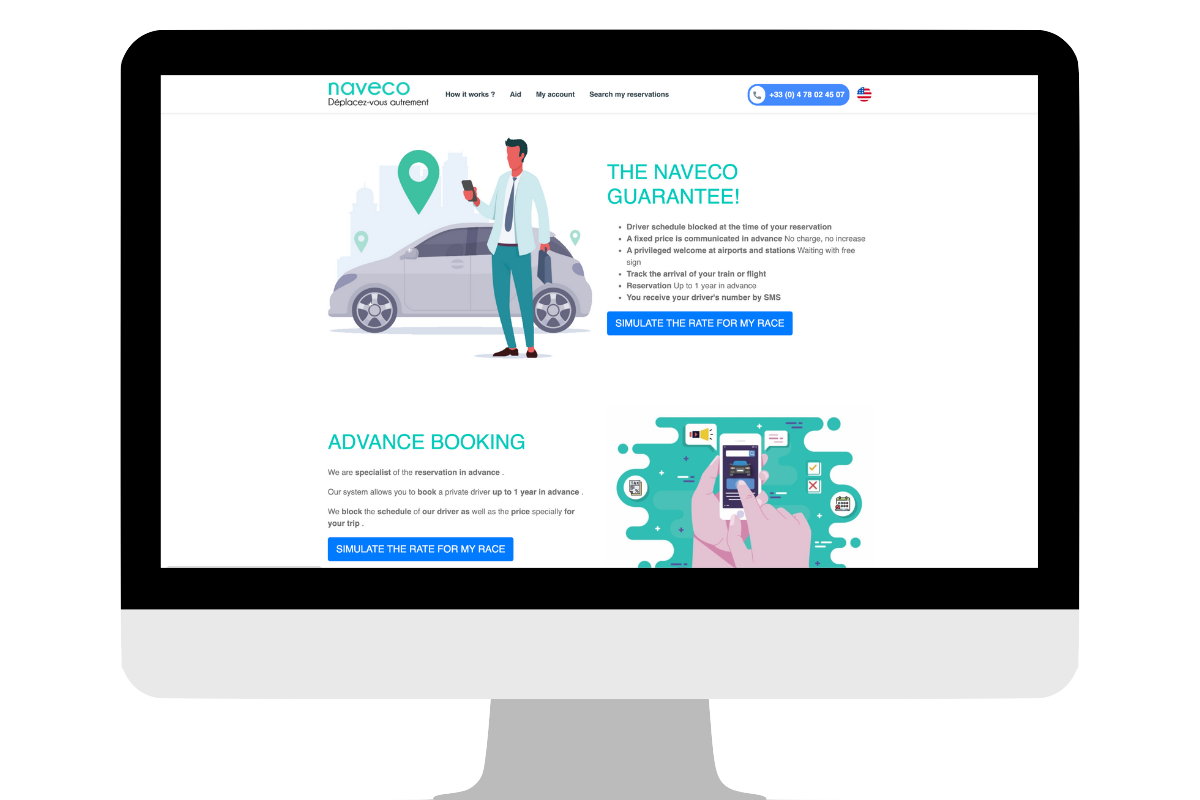 naveco
Déplacez-vous autrement
How it works ?
Aid
My account
Search my reservations
+33 (0) 4 78 02 45 07
THE NAVECO
GUARANTEE!
Driver schedule blocked at the time of your reservation
A fixed price is communicated in advance No charge, no increase
A privileged welcome at airports and stations Waiting with free
sign
Track the arrival of your train or flight
Reservation Up to 1 year in advance
You receive your driver's number by SMS
SIMULATE THE RATE FOR MY RACE
ADVANCE BOOKING
We are specialist of the reservation in advance .
Our system allows you to book a private driver up to 1 year in advance .
We block the schedule of our driver as well as the price specially for
your trip .
SIMULATE THE RATE FOR MY RACE